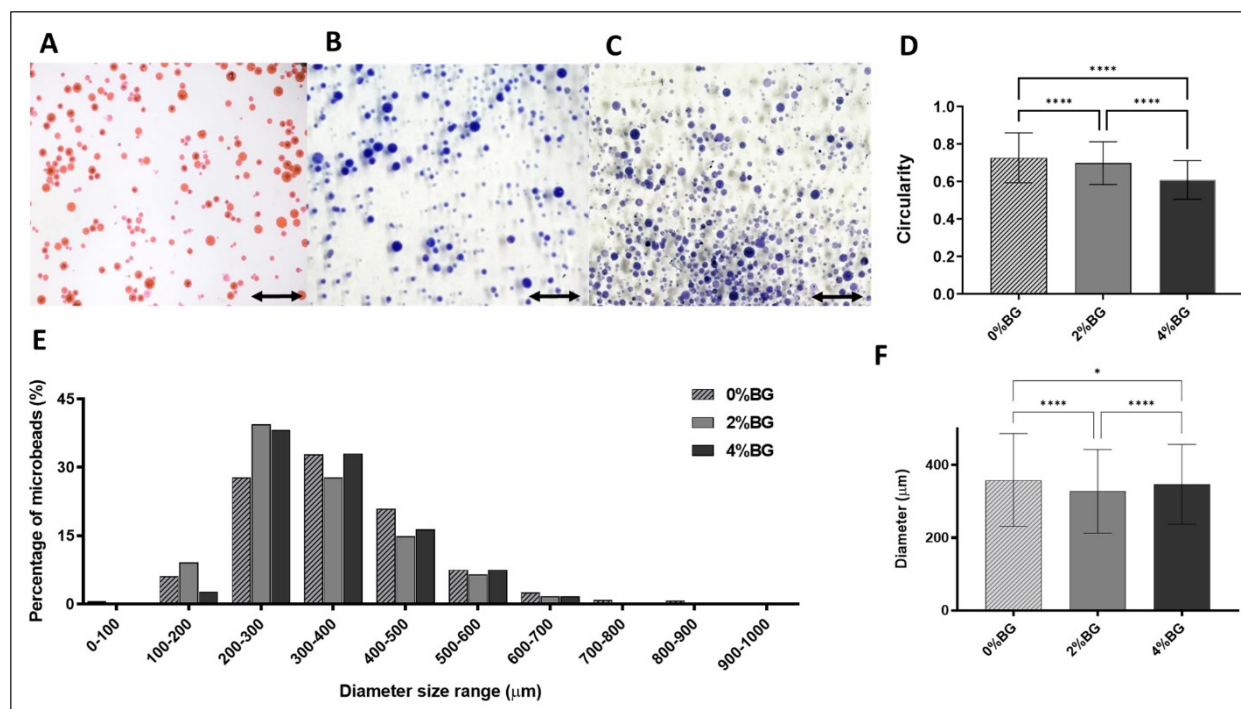 A
B
C
D
****
****
****
1.0
0.8
0.6
0.4
0.2
0.0
Circularity
0%BG
2%BG
4%BG
E
45
30
15
0
Percentage of microbeads (%)
0%BG
2%BG
4%BG
0-100
100-200
200-300
300-400
400-500
500-600
600-700
700-800
800-900
900-1000
Diameter size range (μm)
F
*
****
****
400
200
0
Diameter (μm)
0%BG
2%BG
4%BG